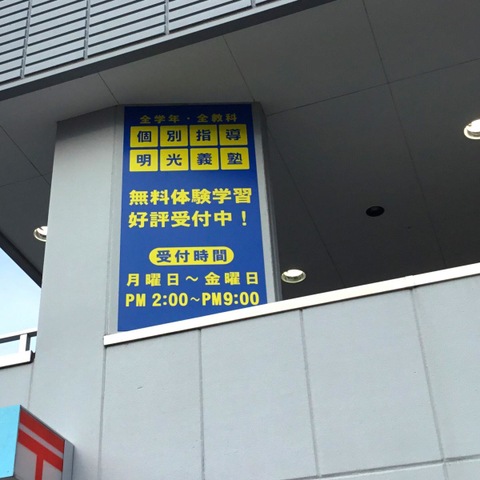 全学年・全教科
個別指導
明光義塾
無料体験学習
好評受付中！
受付時間
月曜日～金曜日
PM 2:00～PM9:00